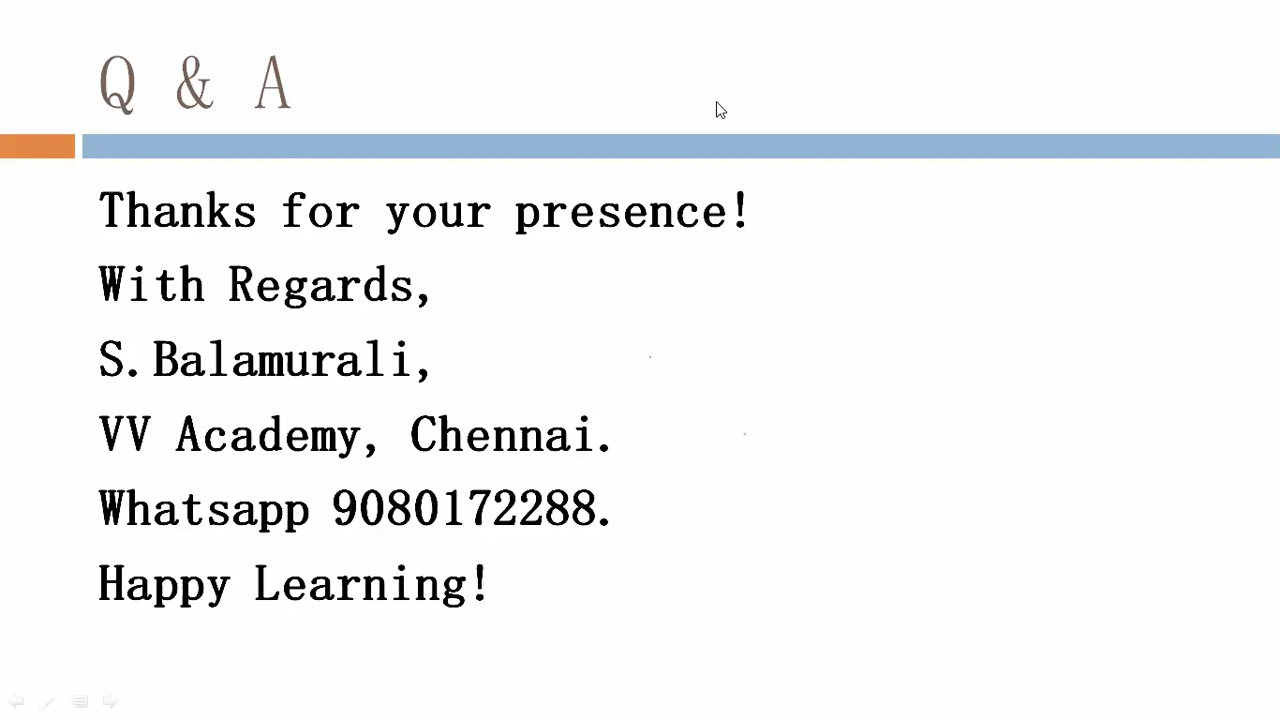 Q & A
Thanks for your presence!
With Regards,
S.Balamurali,
VV Academy, Chennai.
Whatsapp 9080172288.
Happy Learning!